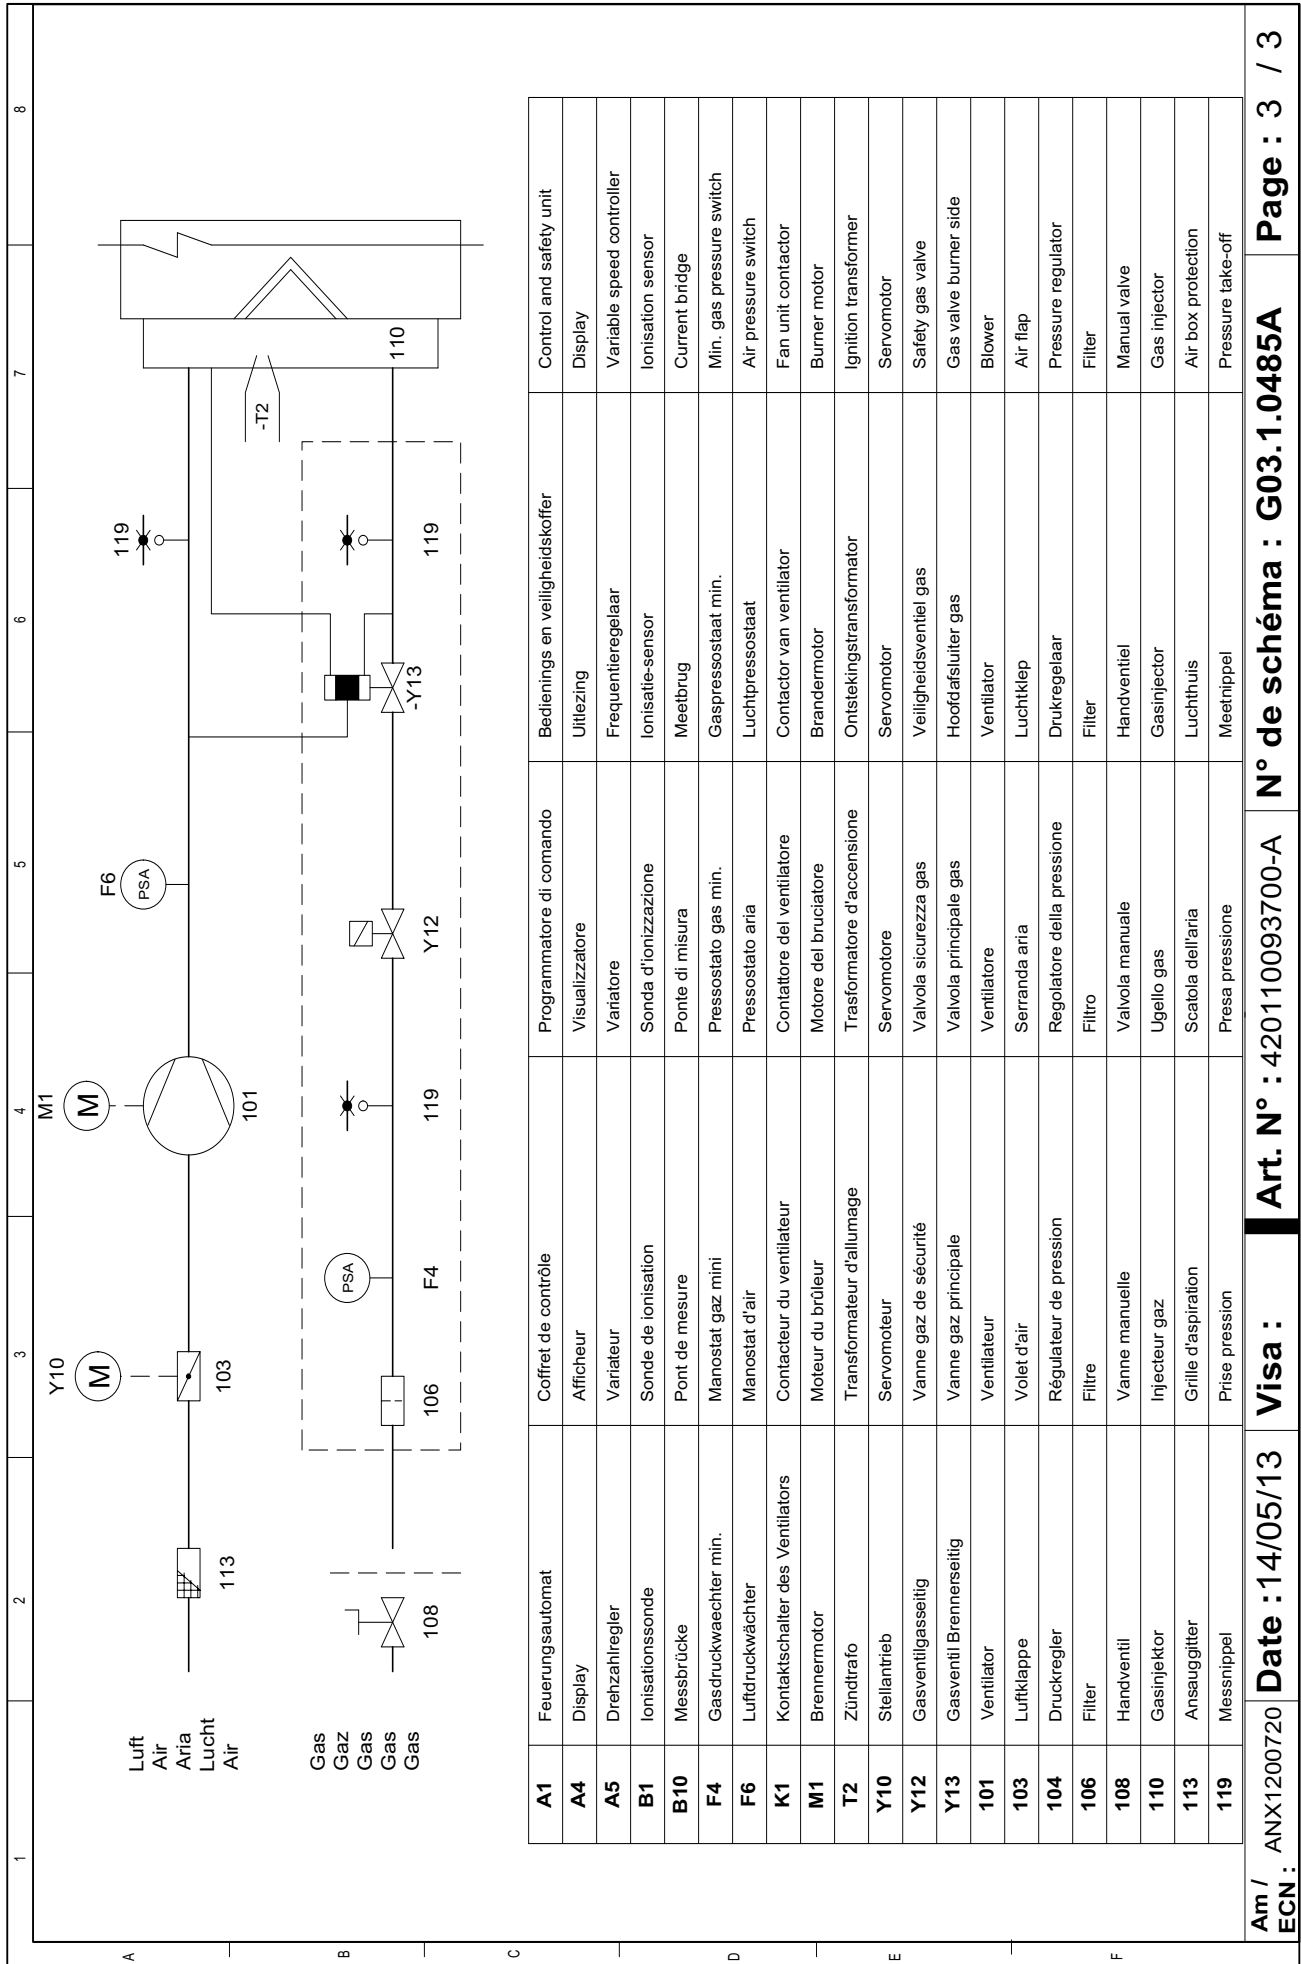 1 2 3 4 5 6 7 8
A
B
C
D
E
F
Luft
Air
Aria
Lucht
Air
Gas
Gaz
Gas
Gas
Gas
113
Y10
M
103
M1
M
101
F6
PSA
119
108
106
PSA
F4
119
Y12
-Y13
119
-T2
110
A1 Feuerungsautomat Coffret de contrôle Programmatore di comando Bedienings en veiligheidskoffer Control and safety unit
A4 Display Afficheur Visualizzatore Uitlezing Display
A5 Drehzahlregler Variateur Variatore Frequentieregelaar Variable speed controller
B1 Ionisationssonde Sonde de ionisation Sonda d'ionizzazione Ionisatie-sensor Ionisation sensor
B10 Messbrücke Pont de mesure Ponte di misura Meetbrug Current bridge
F4 Gasdruckwaechter min. Manostat gaz mini Pressostato gas min. Gaspressostaat min. Min. gas pressure switch
F6 Luftdruckwächter Manostat d'air Pressostato aria Luchtpressostaat Air pressure switch
K1 Kontaktschalter des Ventilators Contacteur du ventilateur Contattore del ventilatore Contactor van ventilator Fan unit contactor
M1 Brennermotor Moteur du brûleur Motore del bruciatore Brandermotor Burner motor
T2 Zündtrafo Transformateur d'allumage Trasformatore d'accensione Ontstekingstransformator Ignition transformer
Y10 Stellantrieb Servomoteur Servomotore Servomotor Servomotor
Y12 Gasventilgasseitig Vanne gaz de sécurité Valvola sicurezza gas Veiligheidsventiel gas Safety gas valve
Y13 Gasventil Brennerseitig Vanne gaz principale Valvola principale gas Hoofdafsluiter gas Gas valve burner side
101 Ventilator Ventilateur Ventilatore Ventilator Blower
103 Luftklappe Volet d'air Serranda aria Luchtklep Air flap
104 Druckregler Régulateur de pression Regolatore della pressione Drukregelaar Pressure regulator
106 Filter Filtre Filtro Filter Filter
108 Handventil Vanne manuelle Valvola manuale Handventiel Manual valve
110 Gasinjektor Injecteur gaz Ugello gas Gasinjector Gas injector
113 Ansauggitter Grille d'aspiration Scatola dell'aria Luchthuis Air box protection
119 Messnippel Prise pression Presa pressione Meetnippel Pressure take-off
Am / ECN : ANX1200720 Date :14/05/13 Visa : Art. N° : 420110093700-A N° de schéma : G03.1.0485A Page : 3 / 3